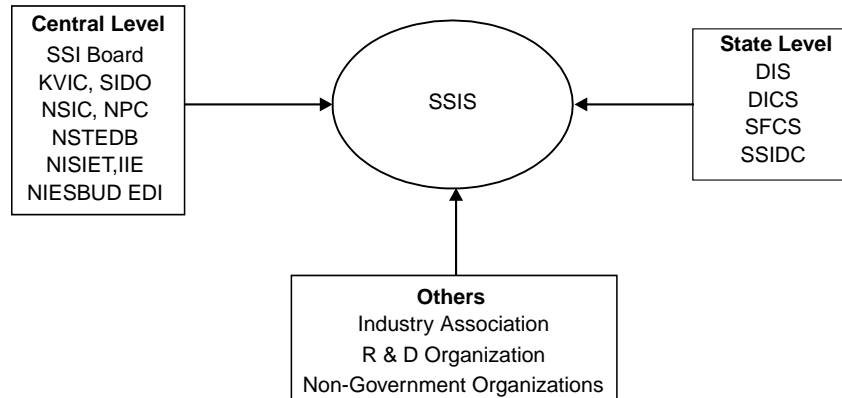 Central Level
SSI Board
KVIC, SIDO
NSIC, NPC
NSTEDB
NISIET,IIE
NIESBUD EDI
SSIS
State Level
DIS
DICS
SFCS
SSIDC
Others
Industry Association
R & D Organization
Non-Government Organizations